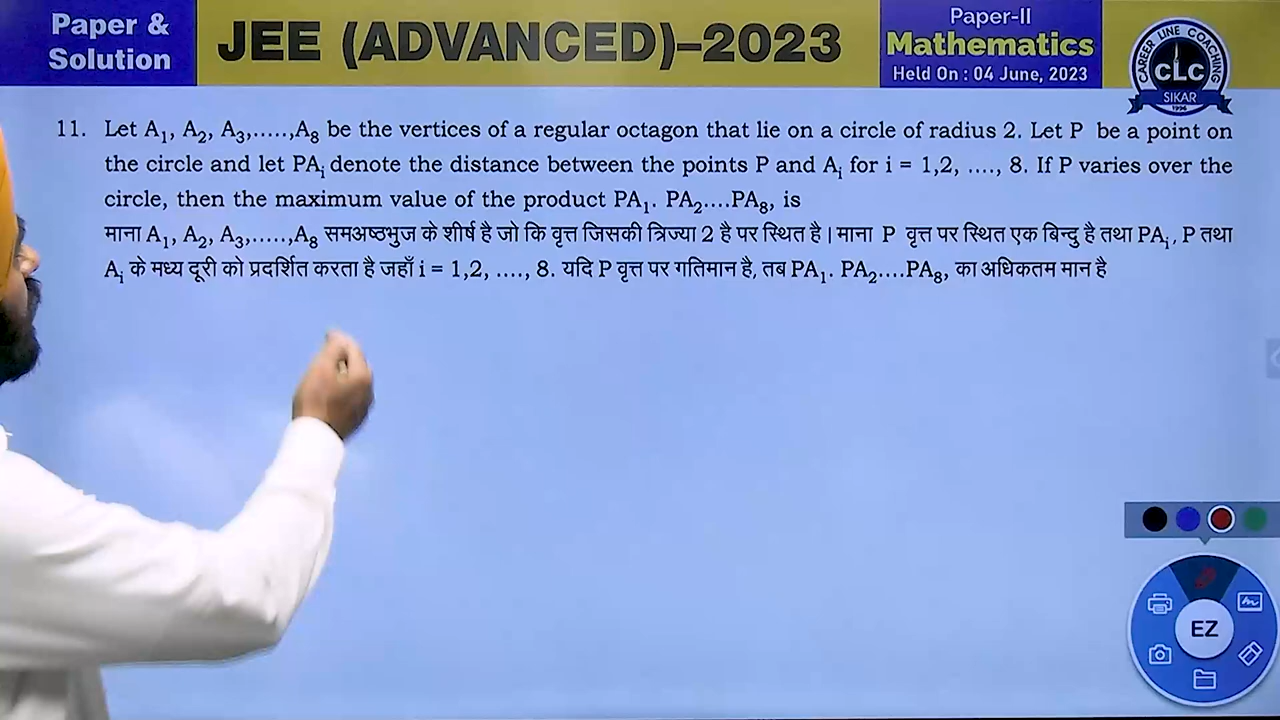 Paper &
Solution
JEE (ADVANCED)–2023
Paper-II
Mathematics
Held On : 04 June, 2023
CAREER LINE COACHING
CLC
SIKAR
1996
11. Let A₁, A₂, A₃,.....,A₈ be the vertices of a regular octagon that lie on a circle of radius 2. Let P be a point on
the circle and let PAᵢ denote the distance between the points P and Aᵢ for i = 1,2, ...., 8. If P varies over the
circle, then the maximum value of the product PA₁. PA₂....PA₈, is
माना A₁, A₂, A₃,.....,A₈ समअष्ठभुज के शीर्ष है जो कि वृत्त जिसकी त्रिज्या 2 है पर स्थित है। माना P वृत्त पर स्थित एक बिन्दु है तथा PAᵢ, P तथा
Aᵢ के मध्य दूरी को प्रदर्शित करता है जहाँ i = 1,2, ...., 8. यदि P वृत्त पर गतिमान है, तब PA₁. PA₂....PA₈, का अधिकतम मान है
EZ